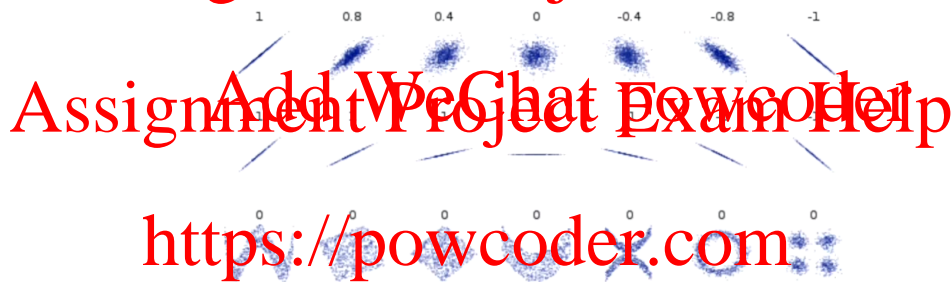 1 0.8 0.4 0 -0.4 -0.8 -1
Add WeChat powcoder
Assignment Project Exam Help
0 0 0 0 0 0 0
https://powcoder.com